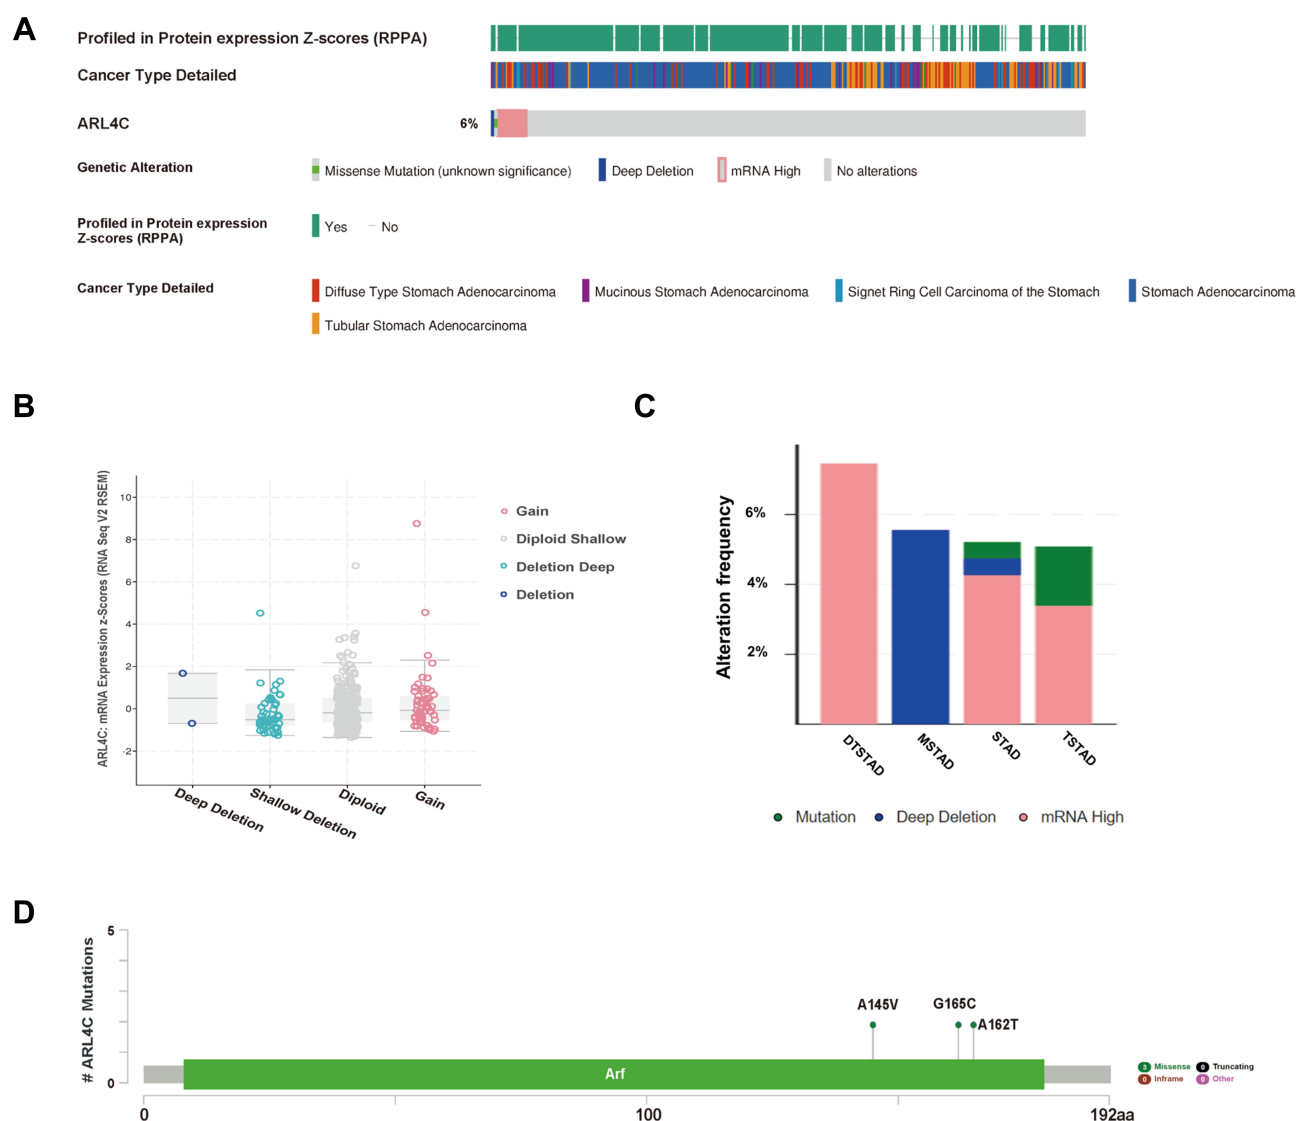 A
Profiled in Protein expression Z-scores (RPPA)
Cancer Type Detailed
ARL4C 6%
Genetic Alteration Missense Mutation (unknown significance) Deep Deletion mRNA High No alterations
Profiled in Protein expression
Z-scores (RPPA)
Yes No
Cancer Type Detailed Diffuse Type Stomach Adenocarcinoma Mucinous Stomach Adenocarcinoma Signet Ring Cell Carcinoma of the Stomach Stomach Adenocarcinoma
Tubular Stomach Adenocarcinoma
B
ARL4C: mRNA Expression z-Scores (RNA Seq V2 RSEM)
10
8
6
4
2
0
-2
Deep Deletion
Shallow Deletion
Diploid
Gain
Gain
Diploid Shallow
Deletion Deep
Deletion
C
Alteration frequency
6%
4%
2%
DTSTAD
MSTAD
STAD
TSTAD
Mutation Deep Deletion mRNA High
D
# ARL4C Mutations
5
0
A145V
G165C
A162T
Arf
0 100 192aa
3 Missense 0 Truncating
0 Inframe 0 Other